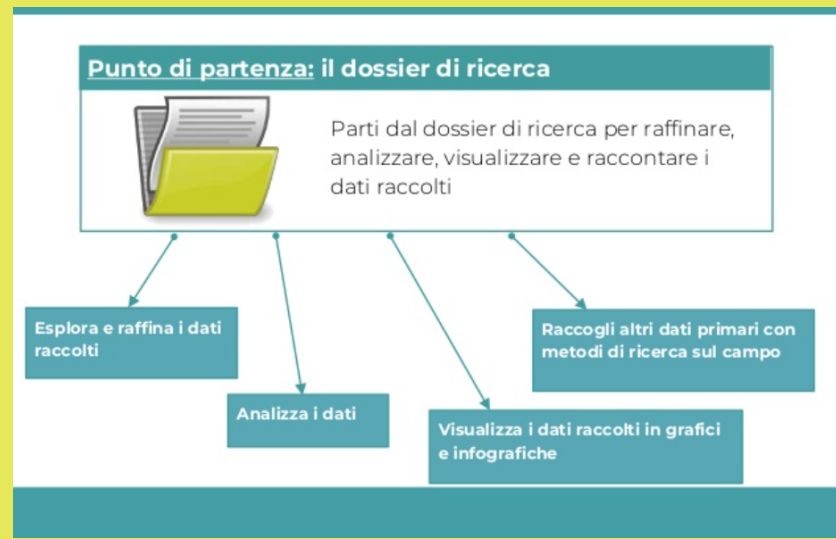 Punto di partenza: il dossier di ricerca
Parti dal dossier di ricerca per raffinare,
analizzare, visualizzare e raccontare i
dati raccolti
Esplora e raffina i dati
raccolti
Analizza i dati
Visualizza i dati raccolti in grafici
e infografiche
Raccogli altri dati primari con
metodi di ricerca sul campo